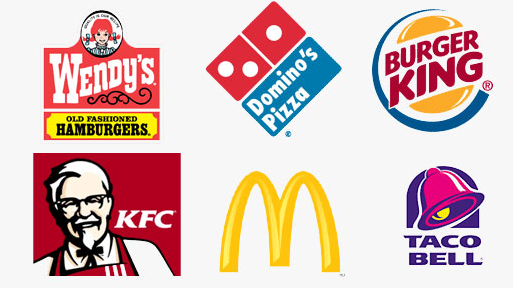 WENDY'S
OLD FASHIONED
HAMBURGERS.
Domino's
Pizza
®
BURGER
KING
®
KFC
TACO
BELL